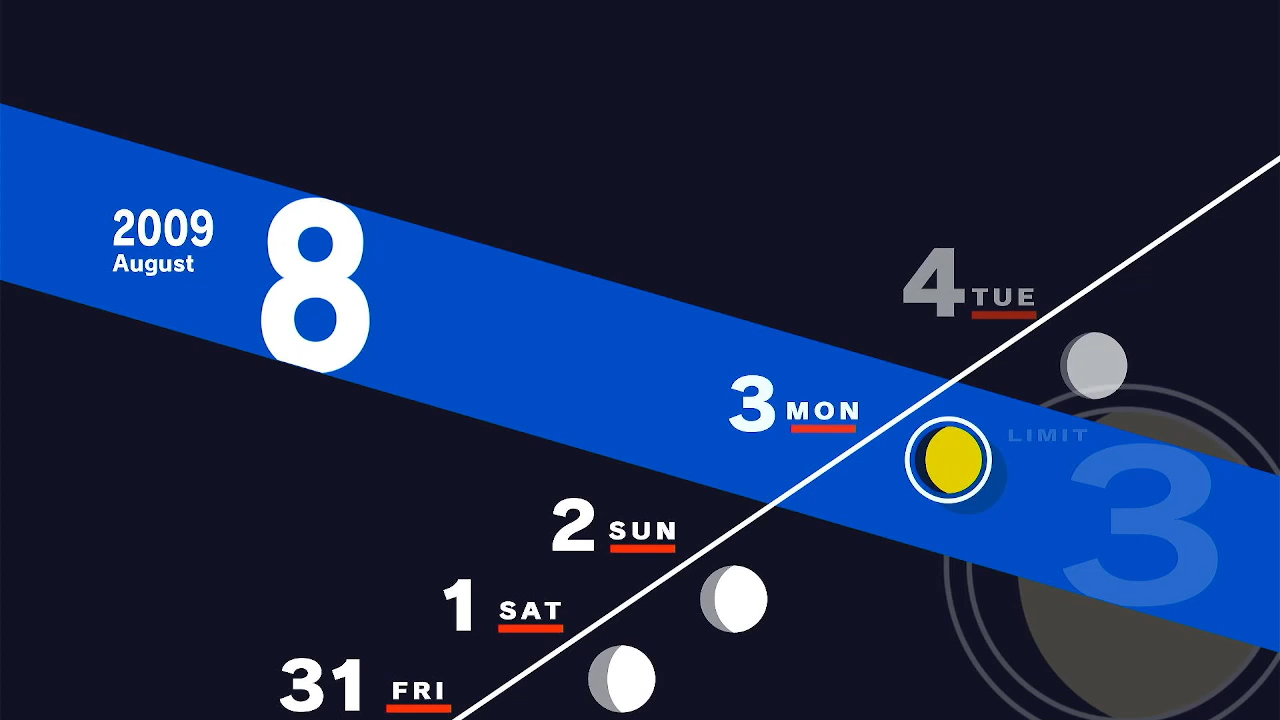 2009
August
8
4 TUE
3 MON
LIMIT
3
2 SUN
1 SAT
31 FRI